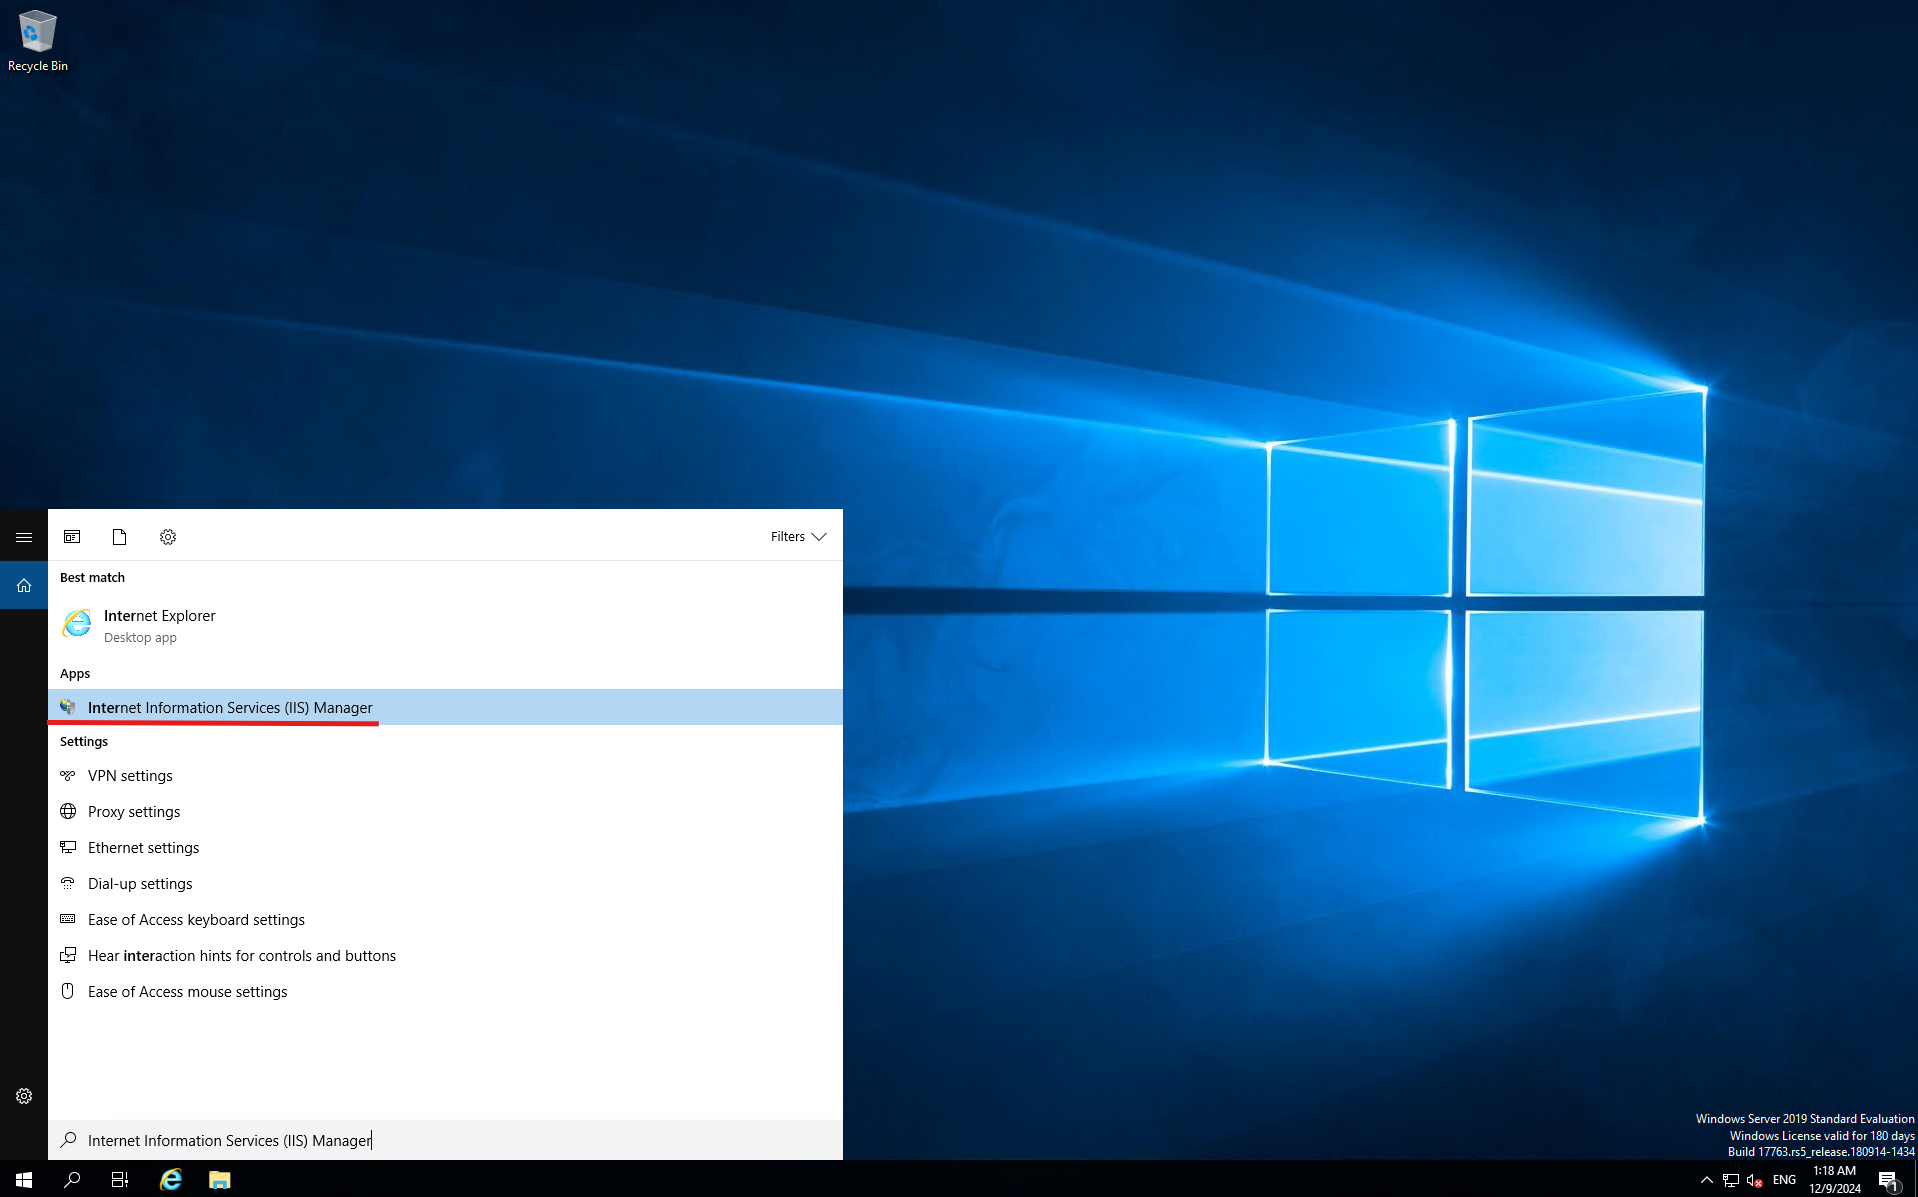 Recycle Bin
Filters
Best match
Internet Explorer
Desktop app
Apps
Internet Information Services (IIS) Manager
Settings
VPN settings
Proxy settings
Ethernet settings
Dial-up settings
Ease of Access keyboard settings
Hear interaction hints for controls and buttons
Ease of Access mouse settings
Internet Information Services (IIS) Manager
Windows Server 2019 Standard Evaluation
Windows License valid for 180 days
Build 17763.rs5_release.180914-1434
ENG
1:18 AM
12/9/2024
1